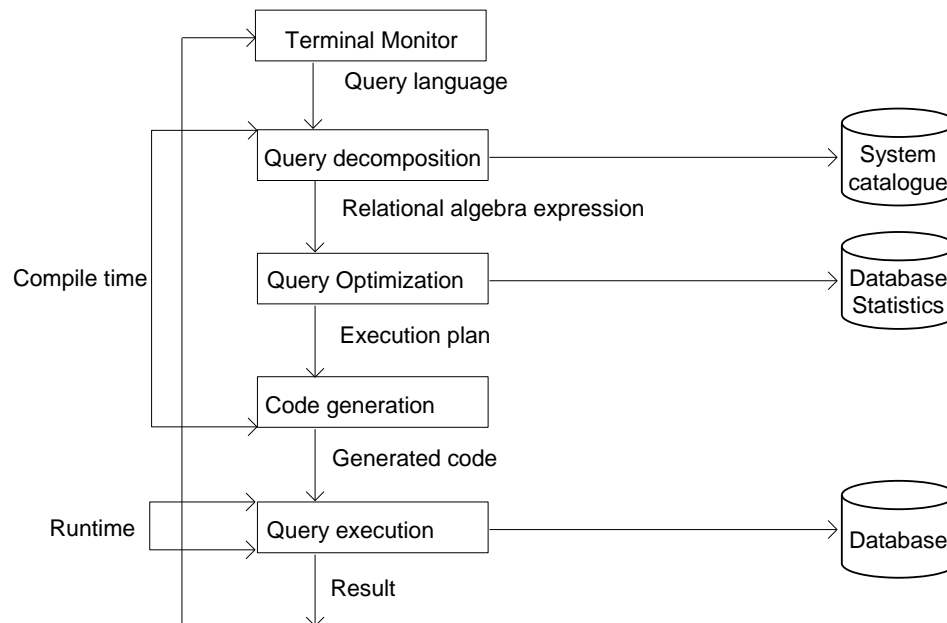 Terminal Monitor
Query language
Query decomposition
System
catalogue
Relational algebra expression
Compile time
Query Optimization
Database
Statistics
Execution plan
Code generation
Generated code
Runtime
Query execution
Database
Result